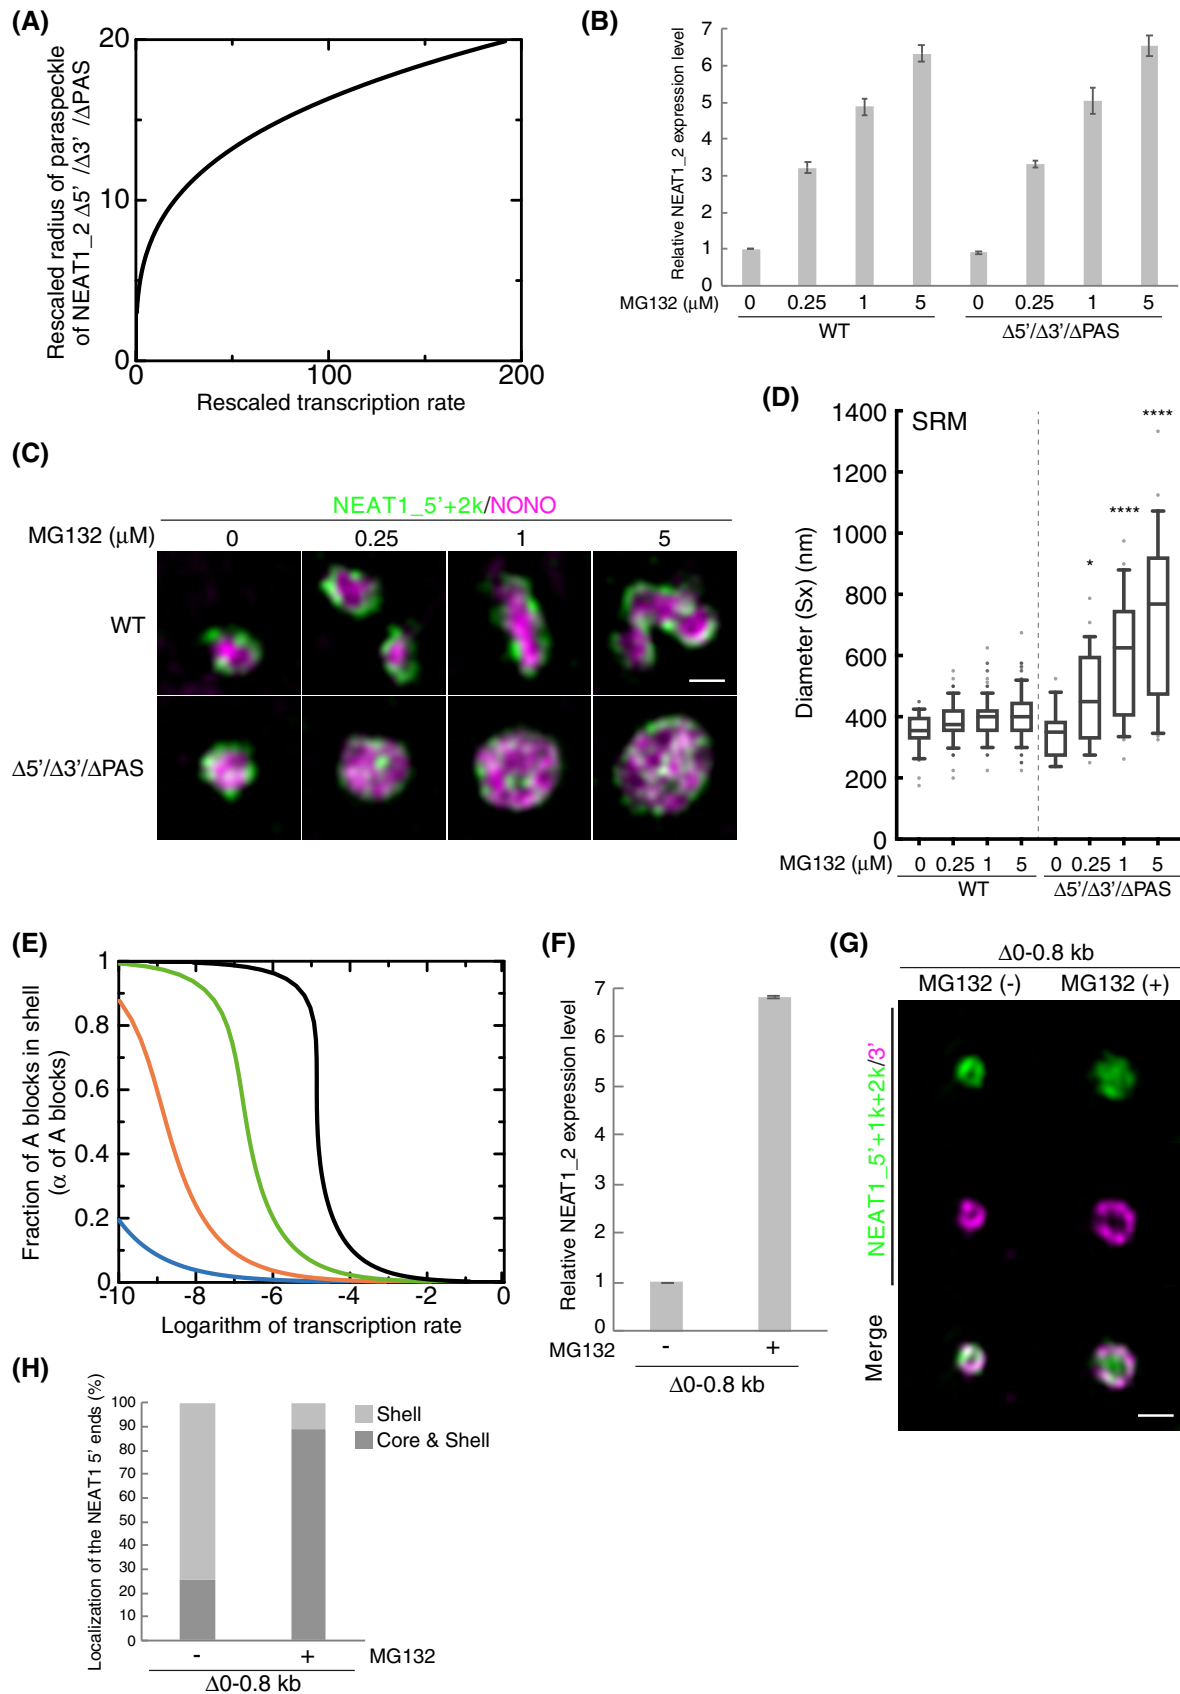 (A)
Rescaled radius of paraspeckle
of NEAT1_2 Δ5' /Δ3' /ΔPAS
20
10
0
0 100 200
Rescaled transcription rate
(B)
Relative NEAT1_2 expression level
7
6
5
4
3
2
1
0
MG132 (μM) 0 0.25 1 5 0 0.25 1 5
WT Δ5'/Δ3'/ΔPAS
(C)
NEAT1_5'+2k/NONO
MG132 (μM) 0 0.25 1 5
WT
Δ5'/Δ3'/ΔPAS
(D)
SRM
Diameter (Sx) (nm)
1400
1200
1000
800
600
400
200
0
* **** ****
MG132 (μM) 0 0.25 1 5 0 0.25 1 5
WT Δ5'/Δ3'/ΔPAS
(E)
Fraction of A blocks in shell
(α of A blocks)
1
0.8
0.6
0.4
0.2
0
-10 -8 -6 -4 -2 0
Logarithm of transcription rate
(F)
Relative NEAT1_2 expression level
7
6
5
4
3
2
1
0
MG132 - +
Δ0-0.8 kb
(G)
Δ0-0.8 kb
MG132 (-) MG132 (+)
NEAT1_5'+1k+2k/3'
Merge
(H)
Localization of the NEAT1 5' ends (%)
100
90
80
70
60
50
40
30
20
10
0
Shell
Core & Shell
- + MG132
Δ0-0.8 kb